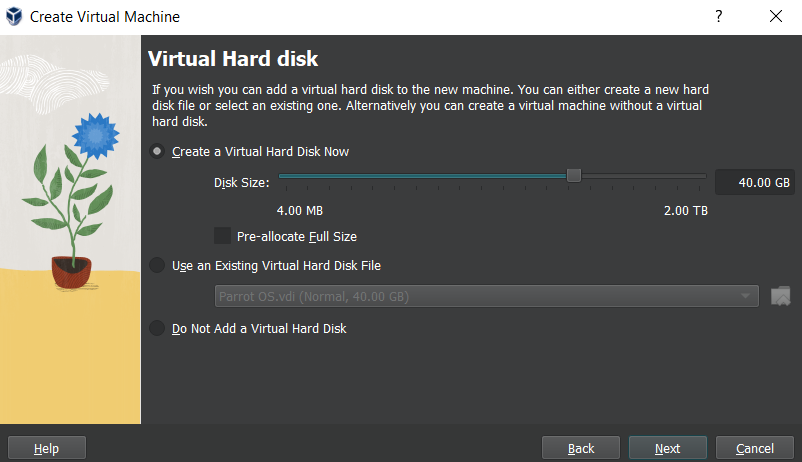 Create Virtual Machine
?
Virtual Hard disk
If you wish you can add a virtual hard disk to the new machine. You can either create a new hard
disk file or select an existing one. Alternatively you can create a virtual machine without a virtual
hard disk.
Create a Virtual Hard Disk Now
Disk Size:
40.00 GB
4.00 MB
2.00 TB
Pre-allocate Full Size
Use an Existing Virtual Hard Disk File
Parrot OS.vdi (Normal, 40.00 GB)
Do Not Add a Virtual Hard Disk
Help
Back
Next
Cancel